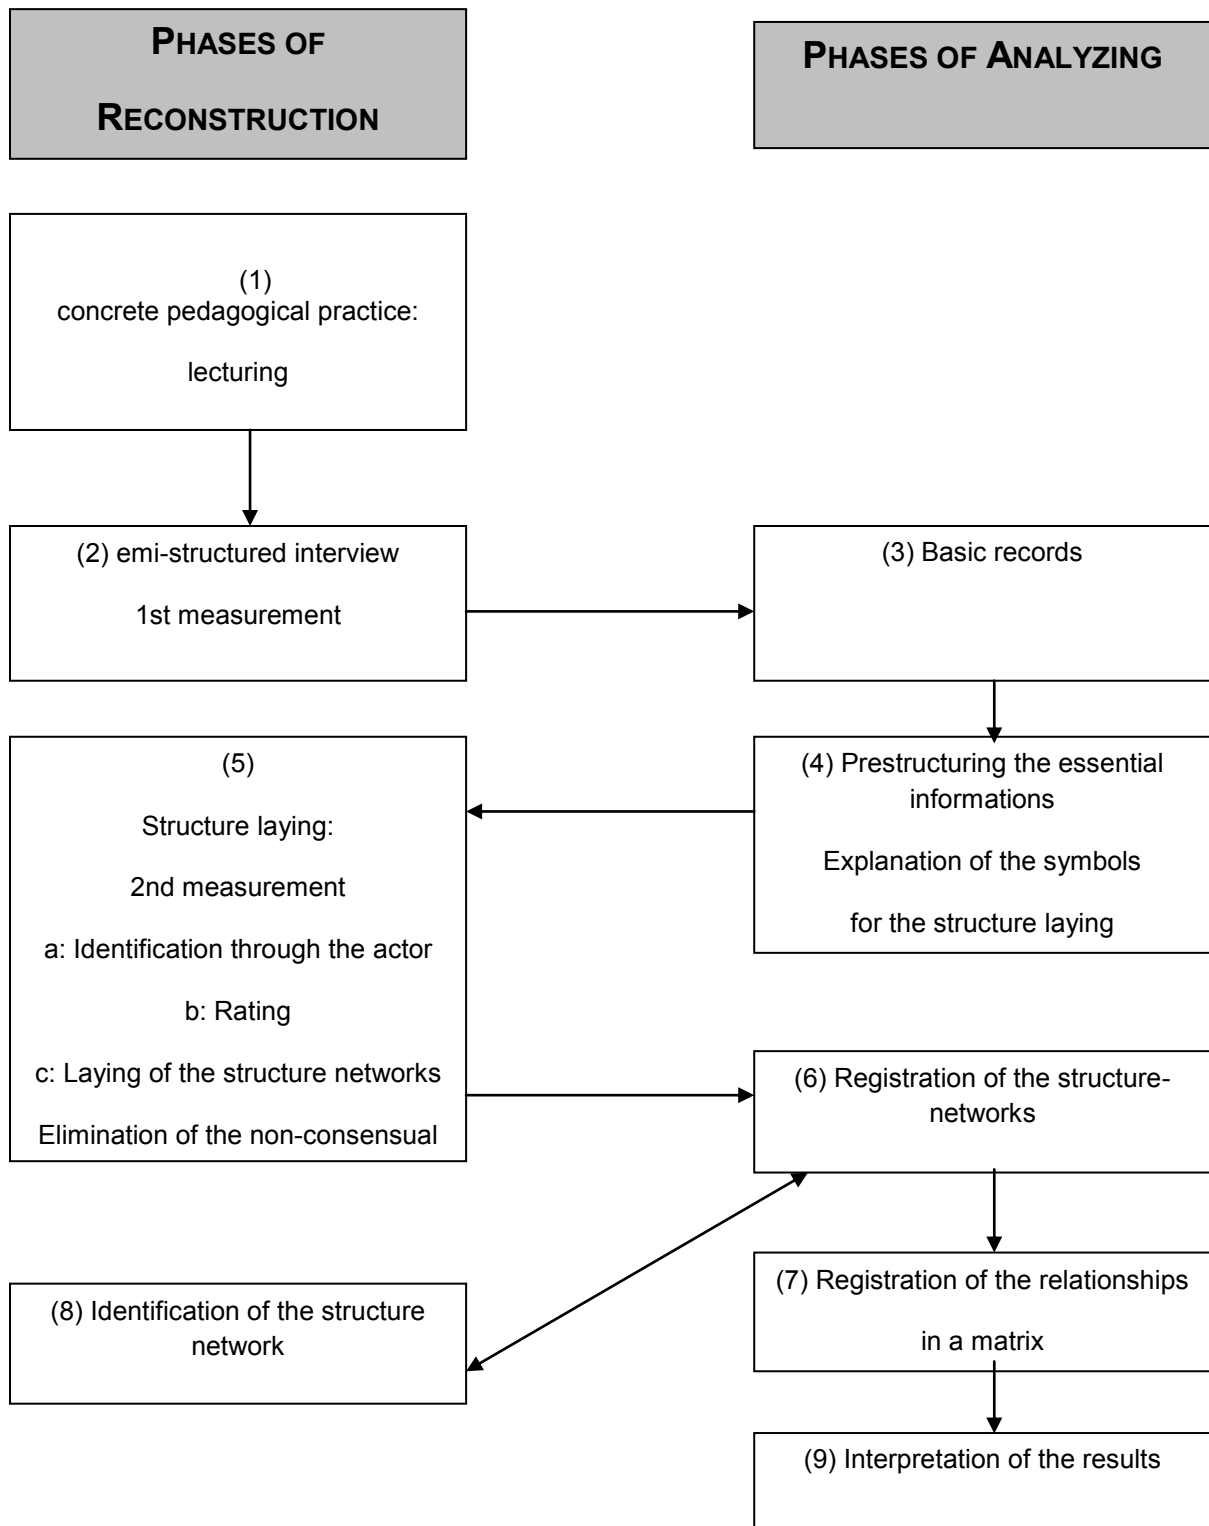 PHASES OF
RECONSTRUCTION
PHASES OF ANALYZING
(1)
concrete pedagogical practice:
lecturing
(2) emi-structured interview
1st measurement
(3) Basic records
(4) Prestructuring the essential
informations
Explanation of the symbols
for the structure laying
(5)
Structure laying:
2nd measurement
a: Identification through the actor
b: Rating
c: Laying of the structure networks
Elimination of the non-consensual
(6) Registration of the structure-
networks
(7) Registration of the relationships
in a matrix
(8) Identification of the structure
network
(9) Interpretation of the results